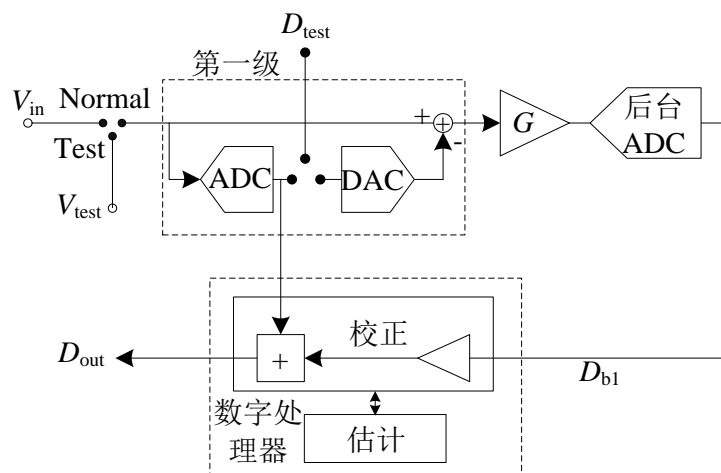 D_test
第一级
V_in
Normal
Test
V_test
ADC
DAC
+
+
-
G
后台
ADC
校正
+
D_out
D_b1
数字处
理器
估计